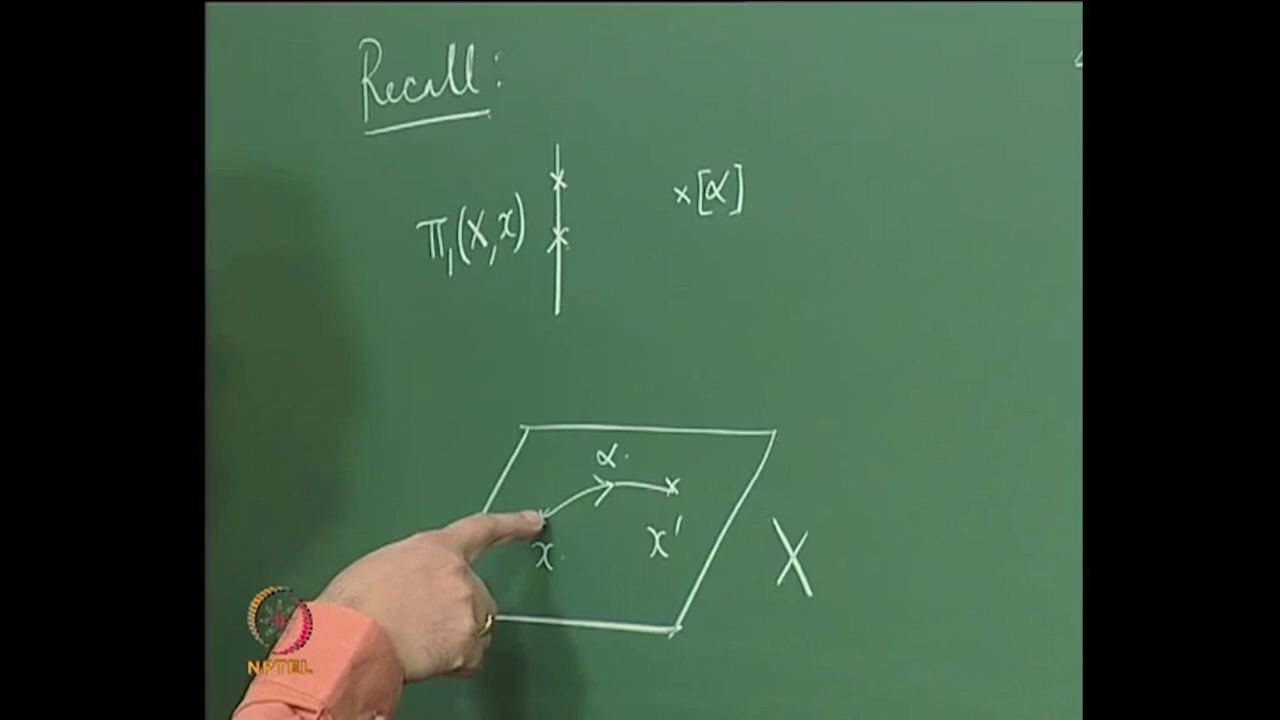 Recall:
×[α]
π₁(X, x)
α
x
x'
X
NPTEL